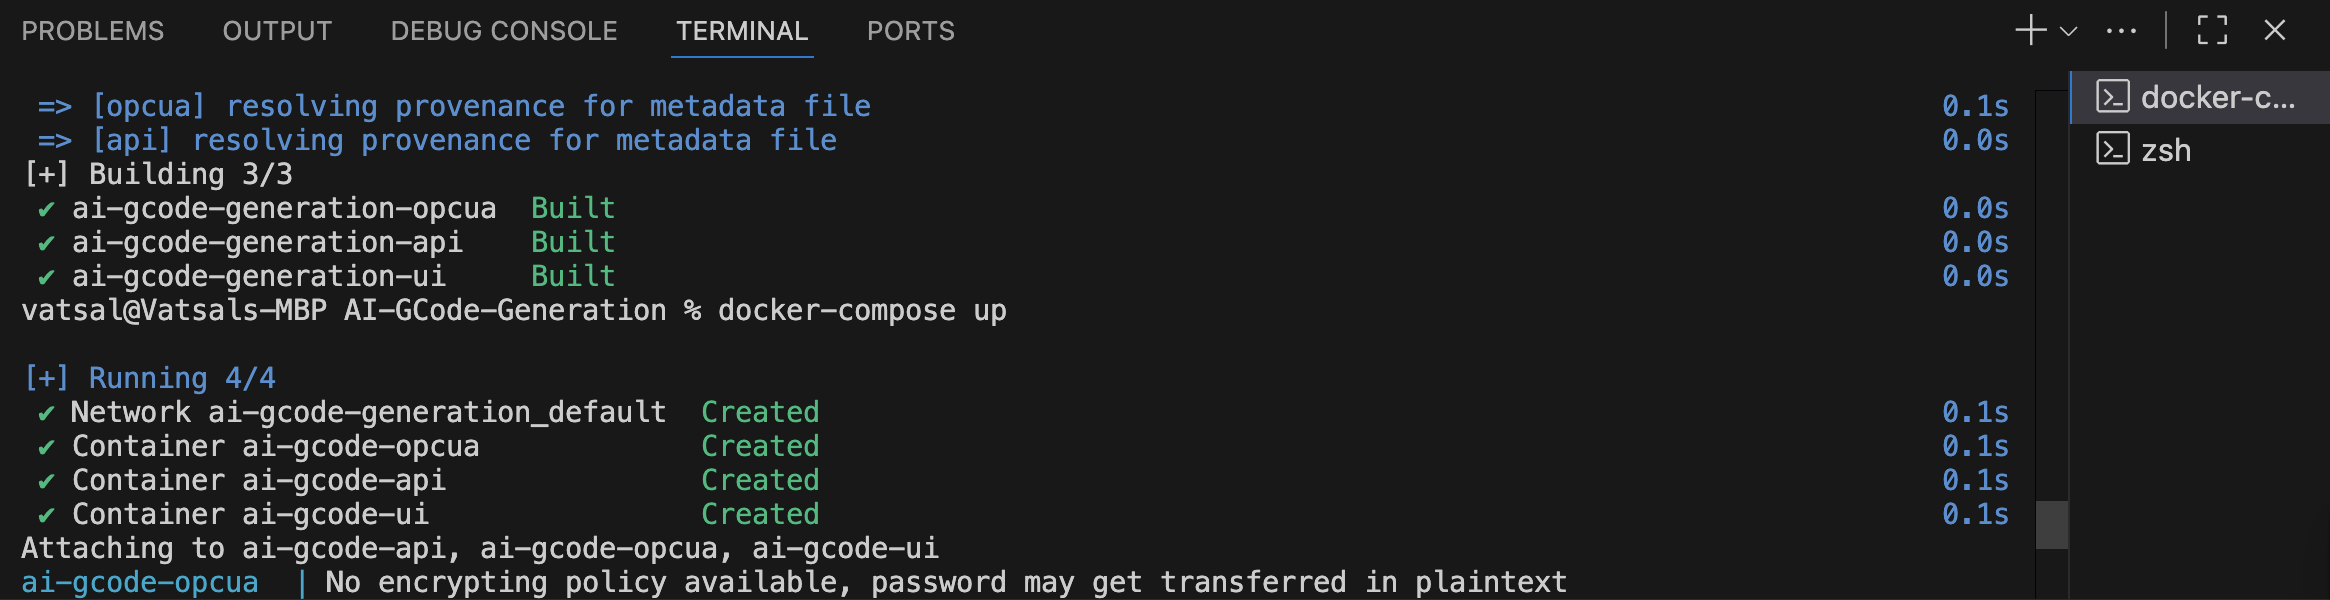 PROBLEMS OUTPUT DEBUG CONSOLE TERMINAL PORTS
=> [opcua] resolving provenance for metadata file 0.1s
=> [api] resolving provenance for metadata file 0.0s
[+] Building 3/3
✔ ai-gcode-generation-opcua Built 0.0s
✔ ai-gcode-generation-api Built 0.0s
✔ ai-gcode-generation-ui Built 0.0s
vatsal@Vatsals-MBP AI-GCode-Generation % docker-compose up
[+] Running 4/4
✔ Network ai-gcode-generation_default Created 0.1s
✔ Container ai-gcode-opcua Created 0.1s
✔ Container ai-gcode-api Created 0.1s
✔ Container ai-gcode-ui Created 0.1s
Attaching to ai-gcode-api, ai-gcode-opcua, ai-gcode-ui
ai-gcode-opcua | No encrypting policy available, password may get transferred in plaintext
docker-c...
zsh